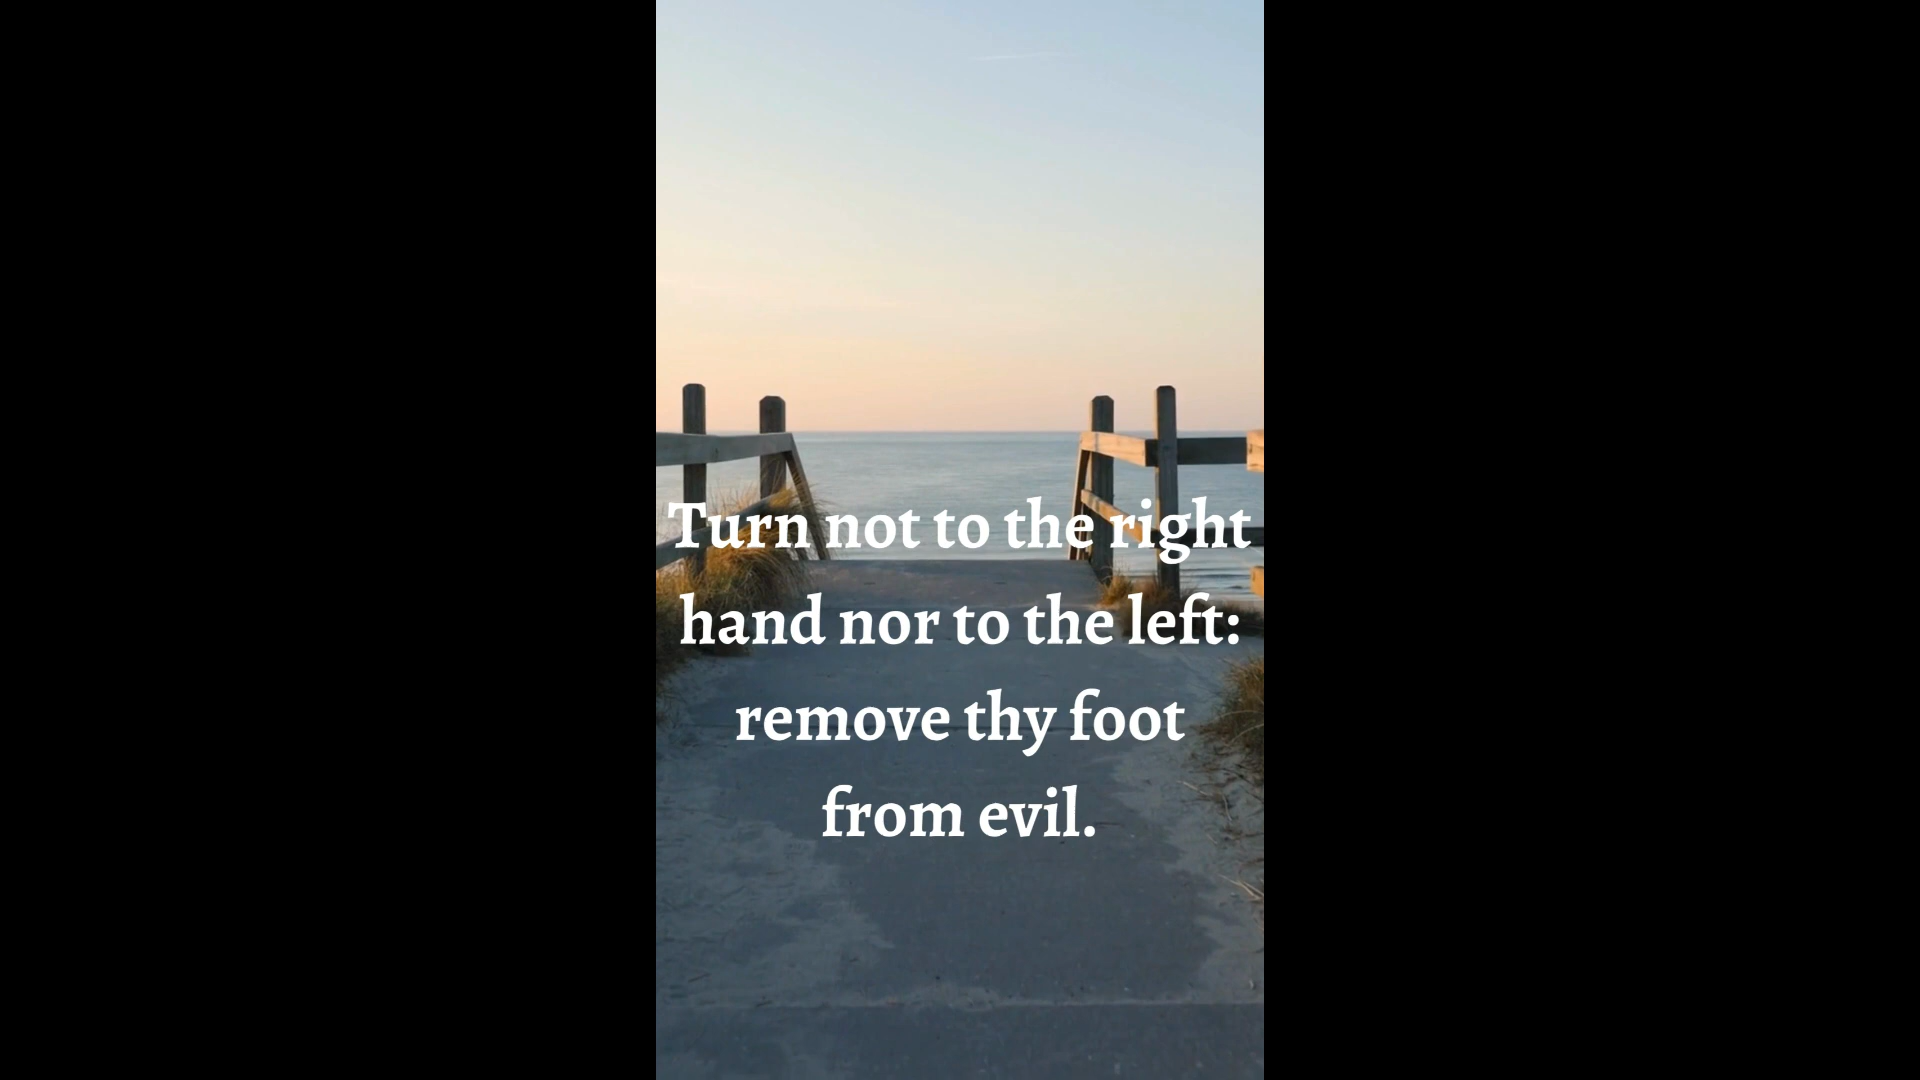 Turn not to the right
hand nor to the left:
remove thy foot
from evil.